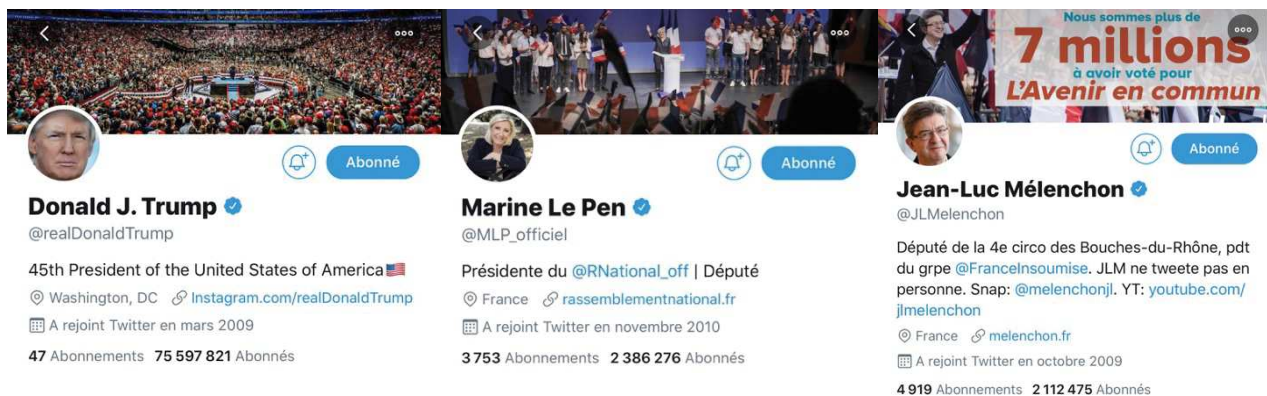 Abonné
Donald J. Trump
@realDonaldTrump
45th President of the United States of America🇺🇸
Washington, DC Instagram.com/realDonaldTrump
A rejoint Twitter en mars 2009
47 Abonnements 75 597 821 Abonnés
Abonné
Marine Le Pen
@MLP_officiel
Présidente du @RNational_off | Député
France rassemblementnational.fr
A rejoint Twitter en novembre 2010
3 753 Abonnements 2 386 276 Abonnés
Nous sommes plus de
7 millions
à avoir voté pour
L'Avenir en commun
Abonné
Jean-Luc Mélenchon
@JLMelenchon
Député de la 4e circo des Bouches-du-Rhône, pdt
du grpe @FranceInsoumise. JLM ne tweete pas en
personne. Snap: @melenchonjl. YT: youtube.com/
jlmelenchon
France melenchon.fr
A rejoint Twitter en octobre 2009
4 919 Abonnements 2 112 475 Abonnés